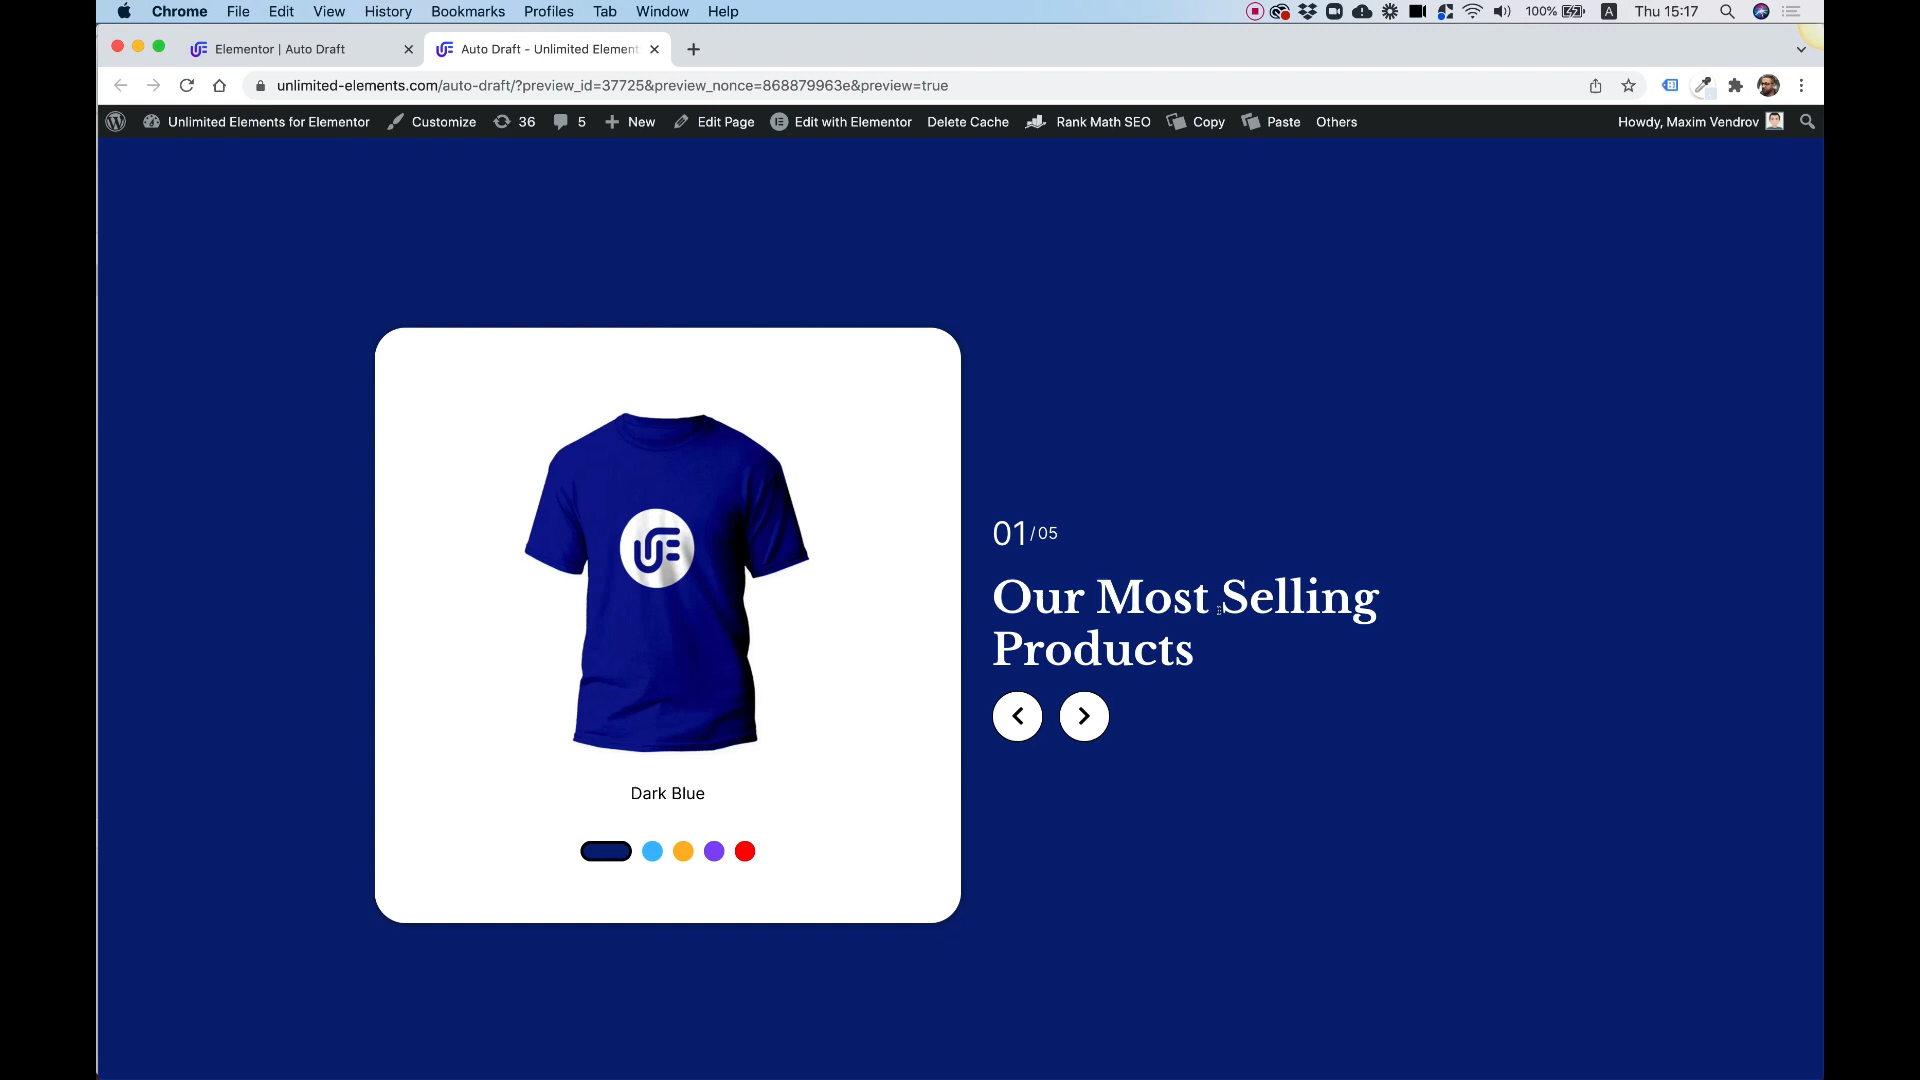 Chrome File Edit View History Bookmarks Profiles Tab Window Help 100% A Thu 15:17
Elementor | Auto Draft
Auto Draft - Unlimited Element
unlimited-elements.com/auto-draft/?preview_id=37725&preview_nonce=868879963e&preview=true
Unlimited Elements for Elementor Customize 36 5 New Edit Page Edit with Elementor Delete Cache Rank Math SEO Copy Paste Others Howdy, Maxim Vendrov
UE
01/05
Our Most Selling
Products
Dark Blue